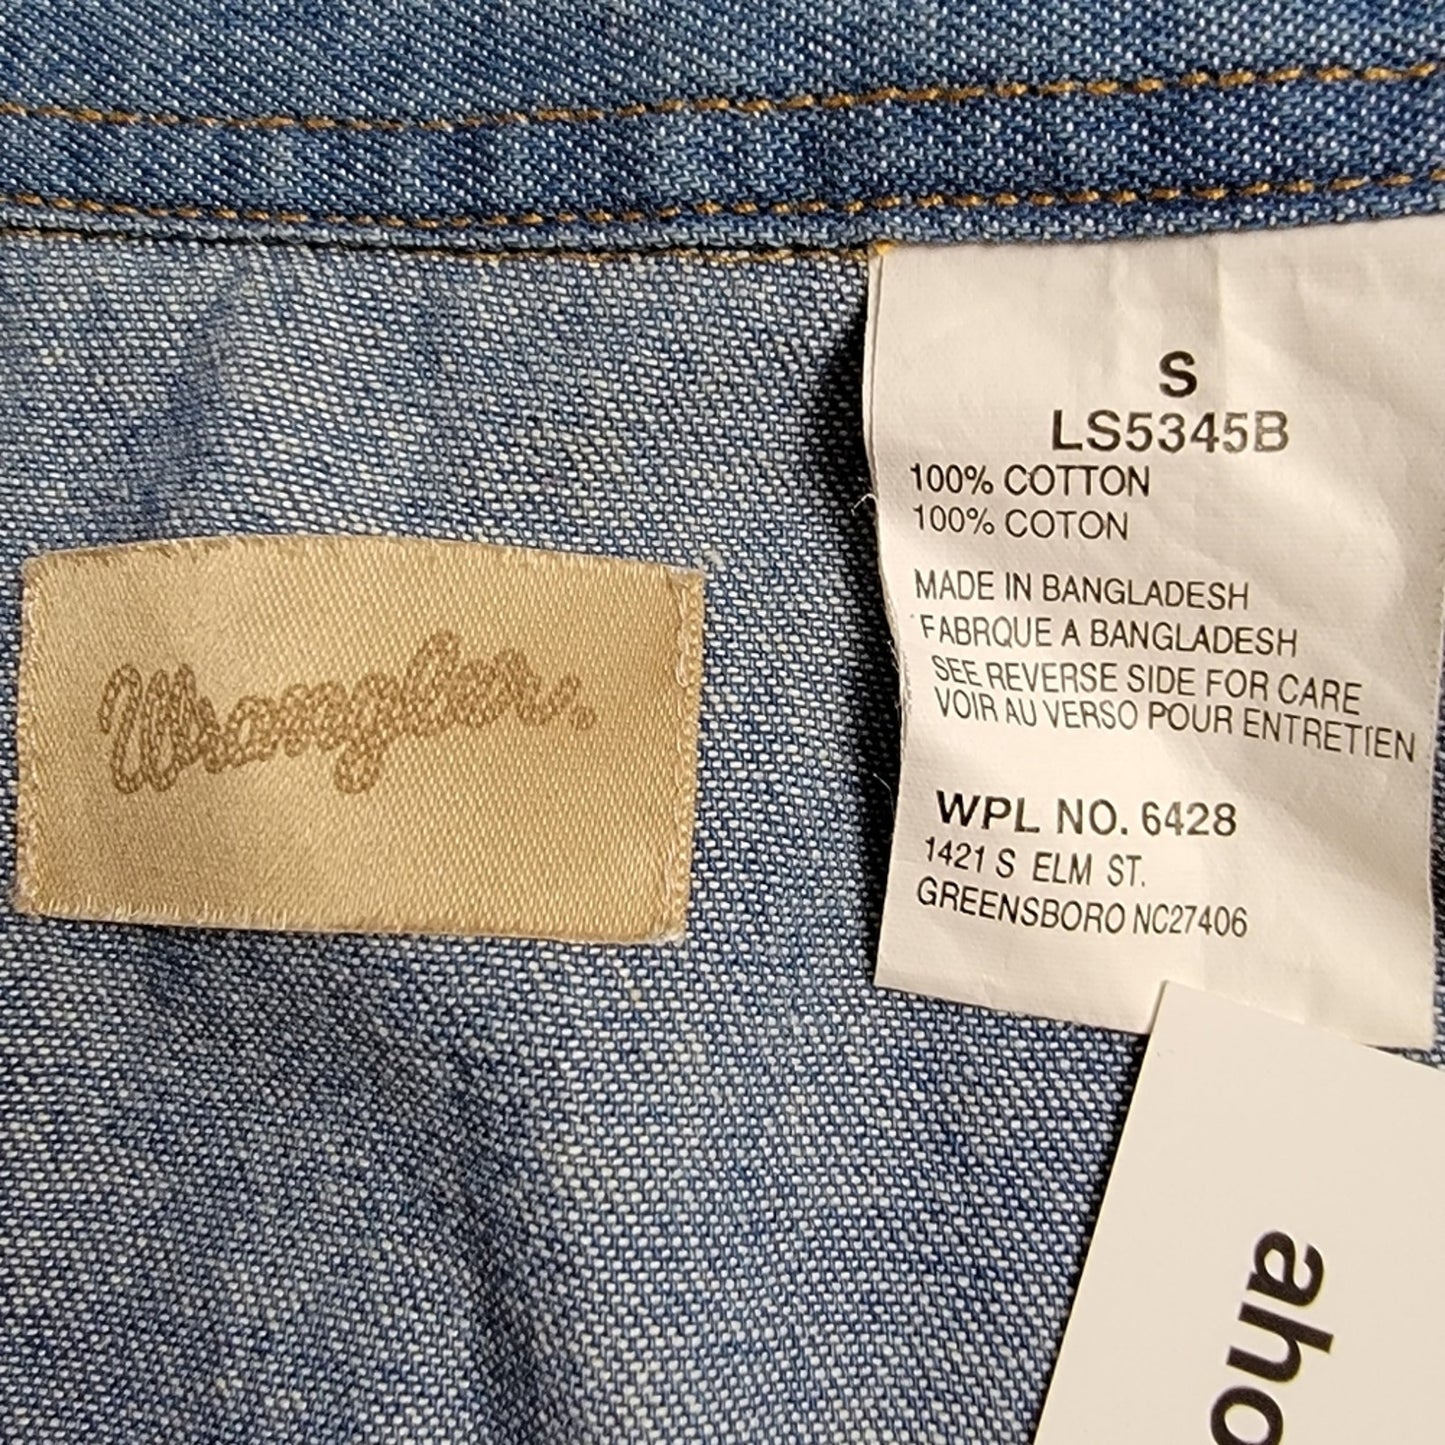 Wrangler.
S
LS5345B
100% COTTON
100% COTON
MADE IN BANGLADESH
FABRQUE A BANGLADESH
SEE REVERSE SIDE FOR CARE
VOIR AU VERSO POUR ENTRETIEN
WPL NO. 6428
1421 S ELM ST.
GREENSBORO NC27406
aho